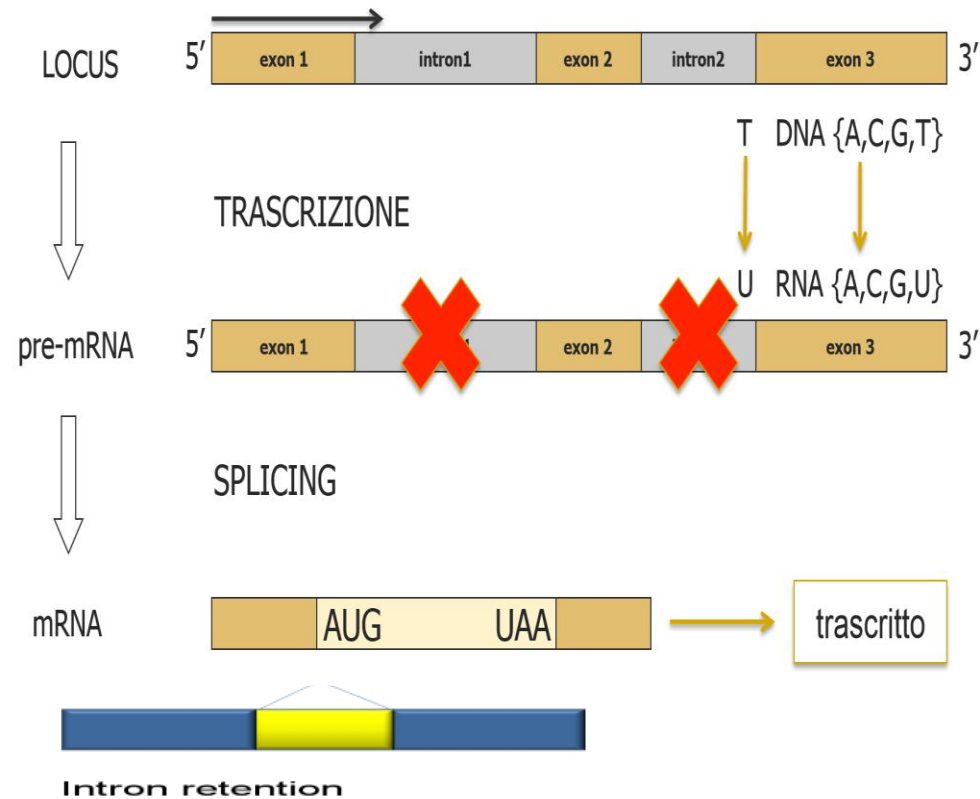 LOCUS 5' exon 1 intron1 exon 2 intron2 exon 3 3'
T DNA {A,C,G,T}
TRASCRIZIONE
U RNA {A,C,G,U}
pre-mRNA 5' exon 1 exon 2 exon 3 3'
SPLICING
mRNA AUG UAA trascritto
Intron retention